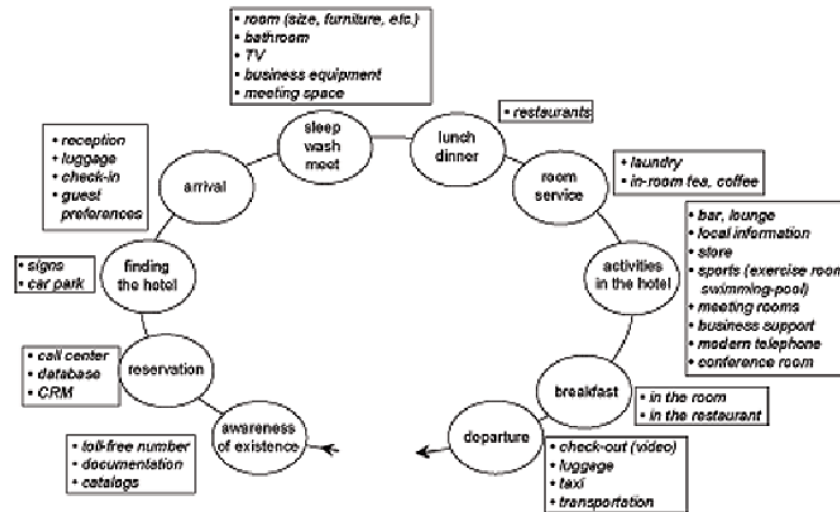 • room (size, furniture, etc.)
• bathroom
• TV
• business equipment
• meeting space
sleep
wash
meet
lunch
dinner
• restaurants
• reception
• luggage
• check-in
• guest
preferences
arrival
room
service
• laundry
• in-room tea, coffee
• signs
• car park
finding
the hotel
activities
in the hotel
• bar, lounge
• local information
• store
• sports (exercise room
swimming-pool)
• meeting rooms
• business support
• modern telephone
• conference room
• call center
• database
• CRM
reservation
breakfast
• in the room
• in the restaurant
• toll-free number
• documentation
• catalogs
awareness
of existence
departure
• check-out (video)
• luggage
• taxi
• transportation